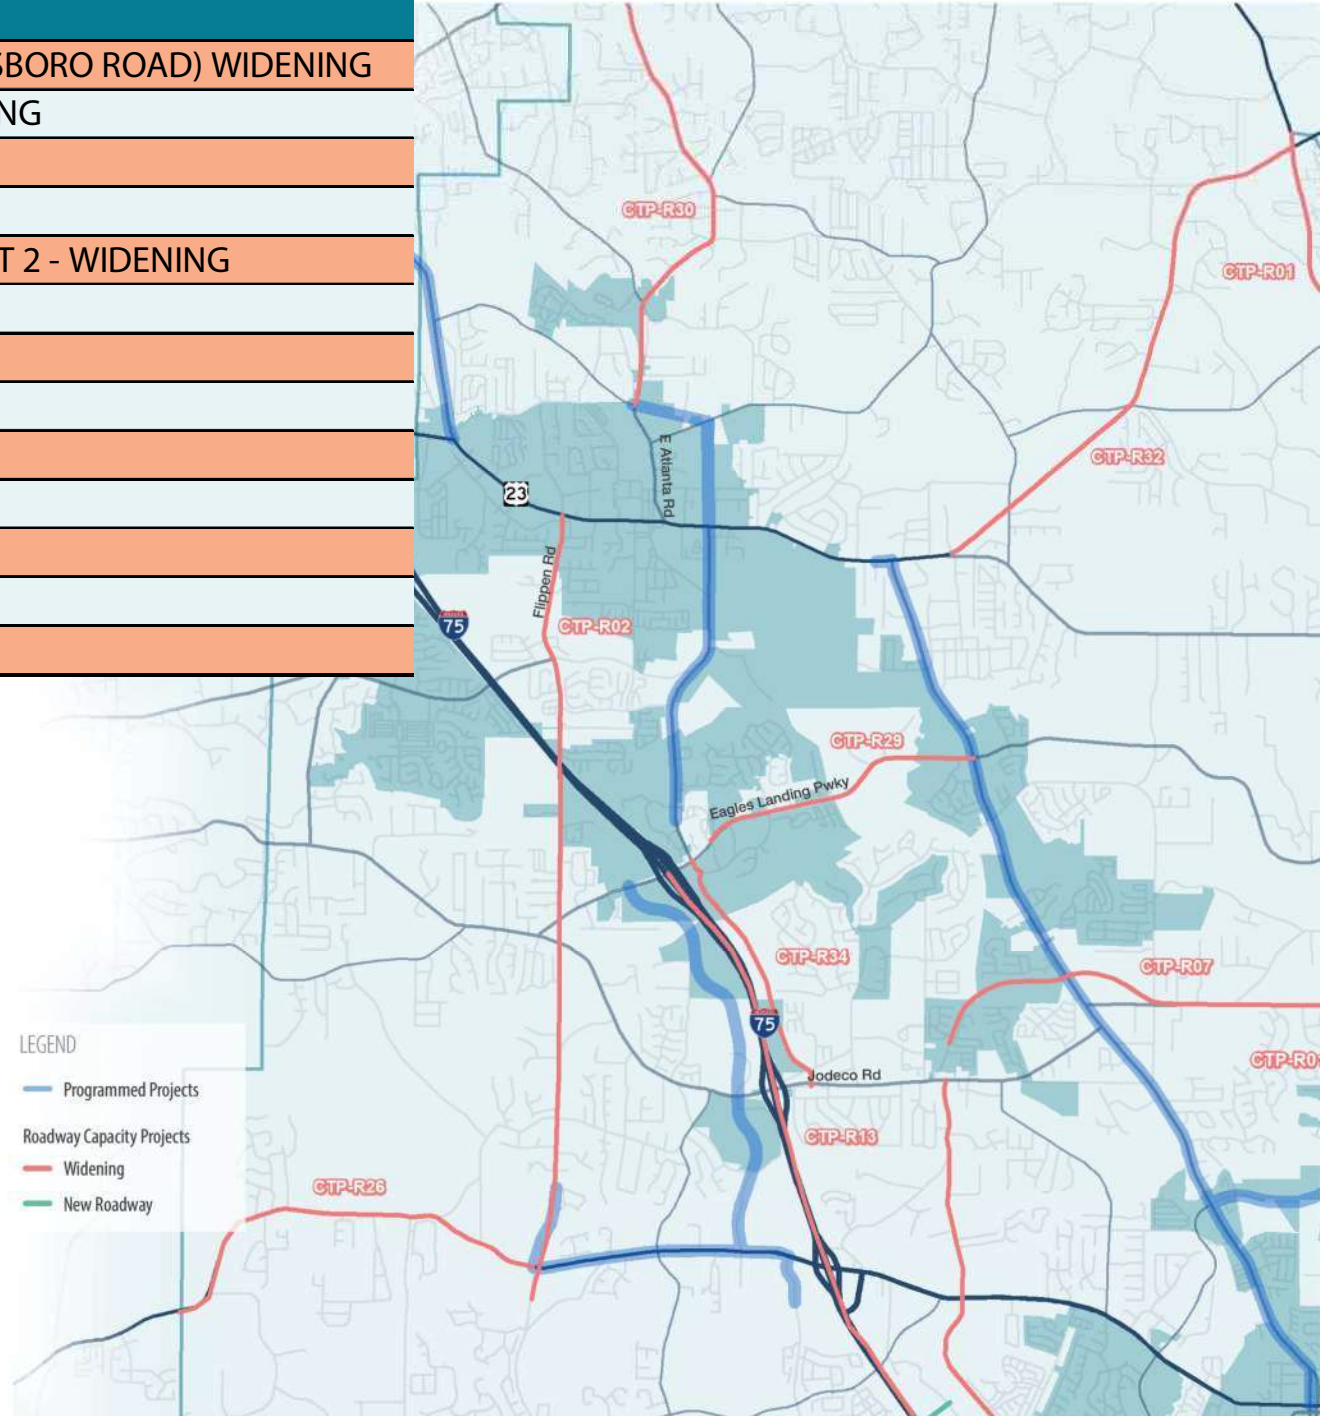 SBORO ROAD) WIDENING
NG
T 2 - WIDENING
CTP-R30
CTP-R01
E Atlanta Rd
CTP-R32
23
Flippen Rd
75
CTP-R02
CTP-R29
Eagles Landing Pwky
CTP-R34
CTP-R07
75
LEGEND
Programmed Projects
Roadway Capacity Projects
Widening
New Roadway
Jodeco Rd
CTP-R01
CTP-R13
CTP-R26